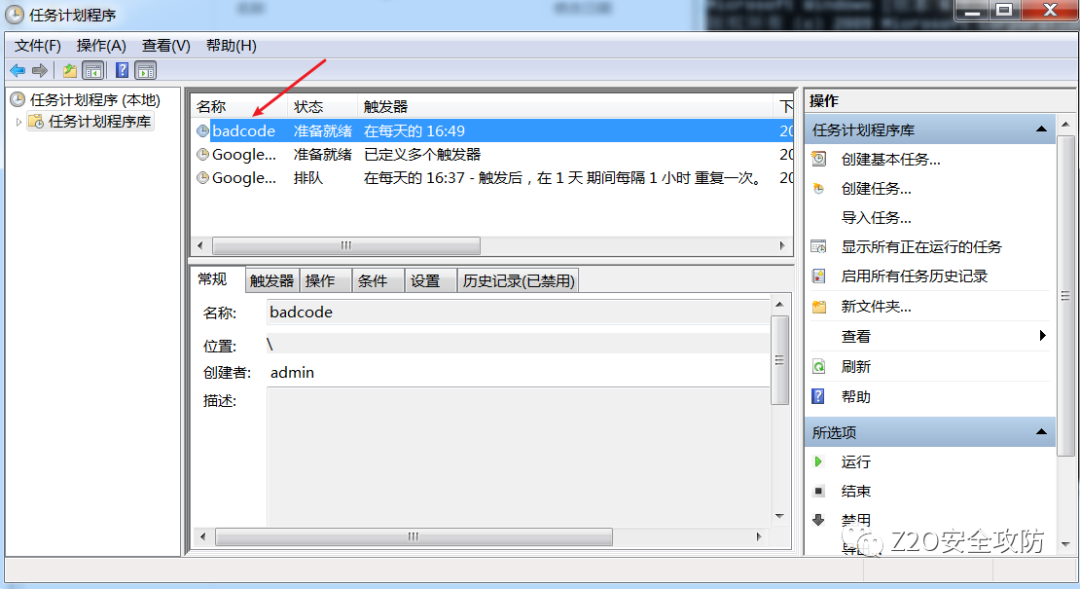 任务计划程序
文件(F) 操作(A) 查看(V) 帮助(H)
任务计划程序 (本地)
任务计划程序库
名称 状态 触发器 下
badcode 准备就绪 在每天的 16:49 20
Google... 准备就绪 已定义多个触发器 20
Google... 排队 在每天的 16:37 - 触发后，在 1 天 期间每隔 1 小时 重复一次。 20
常规 触发器 操作 条件 设置 历史记录(已禁用)
名称: badcode
位置: \
创建者: admin
描述:
操作
任务计划程序库
创建基本任务...
创建任务...
导入任务...
显示所有正在运行的任务
启用所有任务历史记录
新文件夹...
查看
刷新
帮助
所选项
运行
结束
禁用
Z2O安全攻防